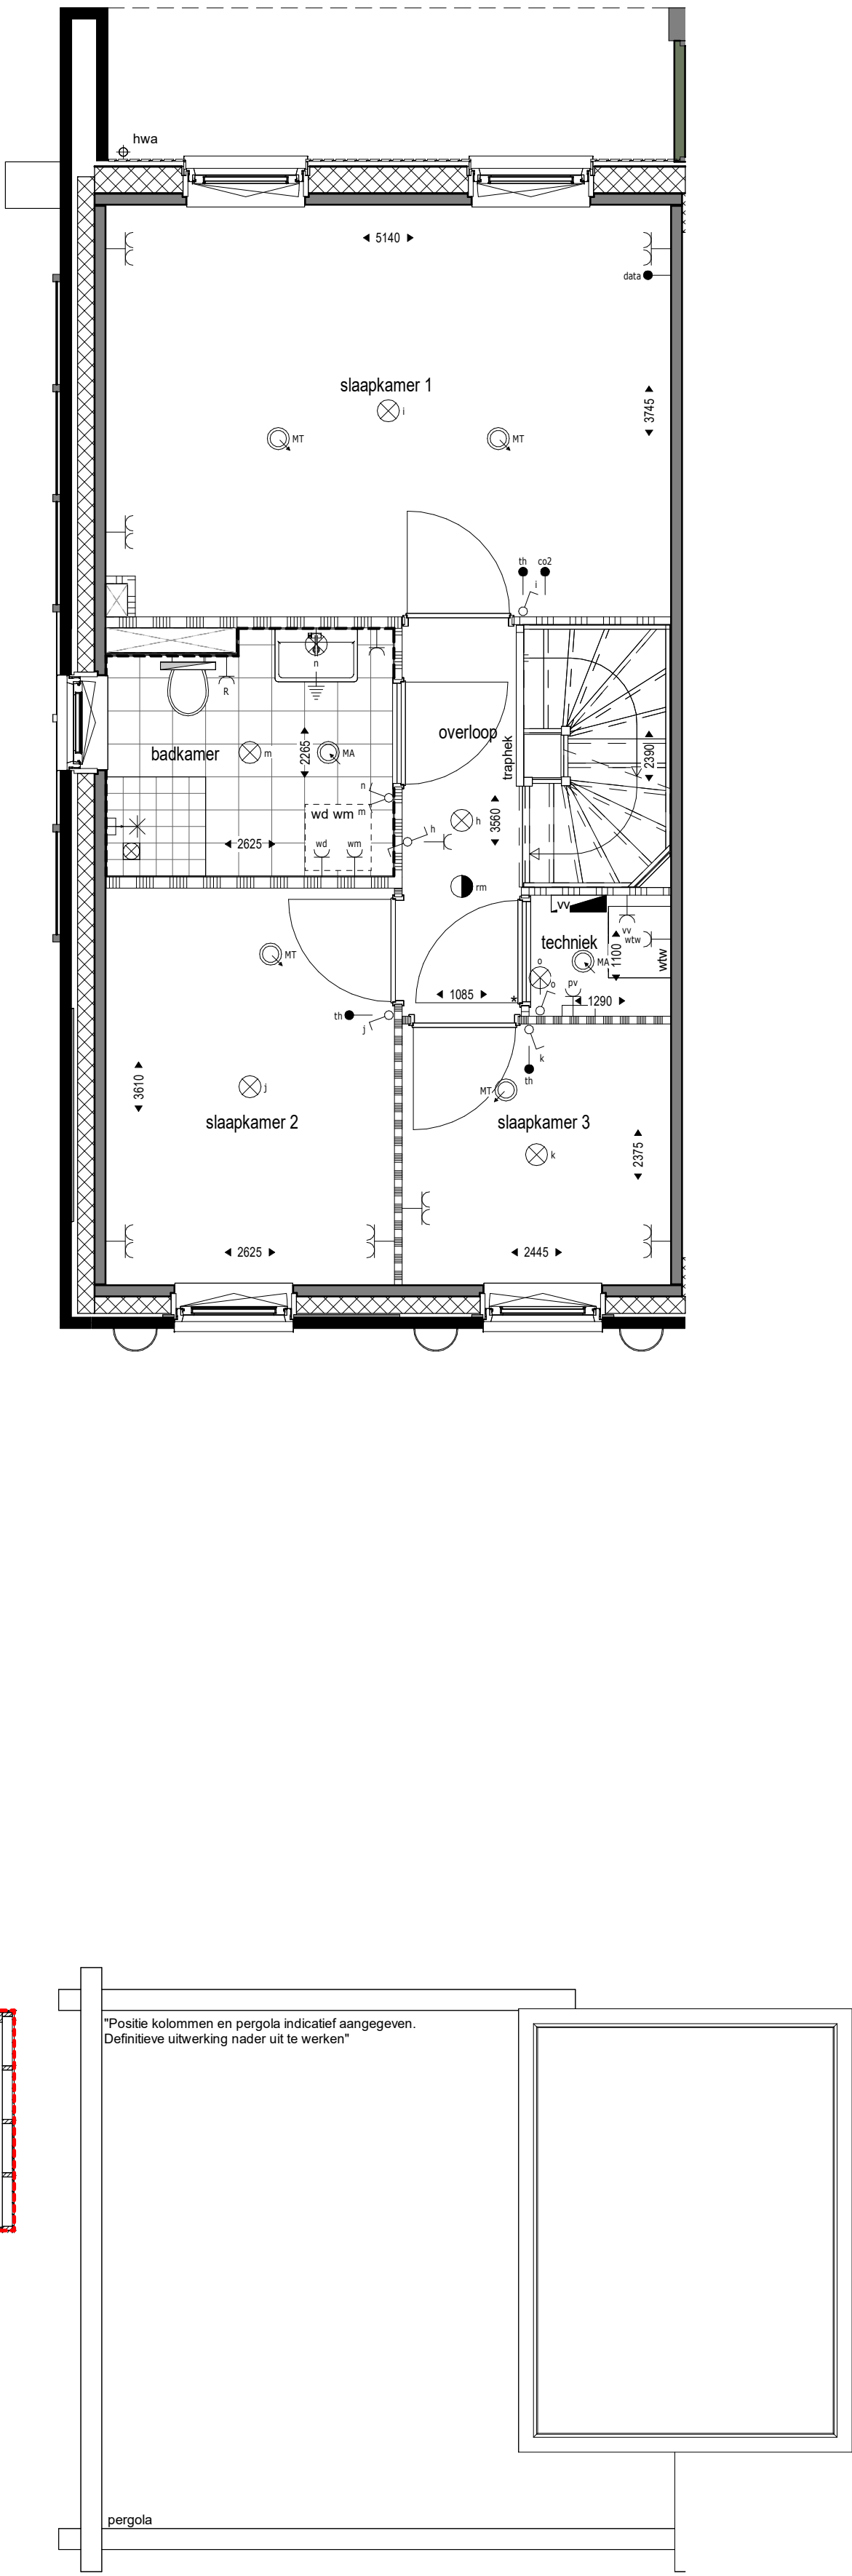 hwa
5140
data
slaapkamer 1
i
3745
MT
MT
th
co2
i
n
R
overloop
traphek
2390
badkamer
m
2265
MA
n
m
wd wm
h
3560
h
2625
wd
wm
rm
vv
techniek
vv
wtw
MT
o
MA
1100
wtw
o
pv
1085
*
1290
th
j
k
th
3610
j
MT
slaapkamer 2
slaapkamer 3
k
2375
2625
2445
"Positie kolommen en pergola indicatief aangegeven.
Definitieve uitwerking nader uit te werken"
pergola